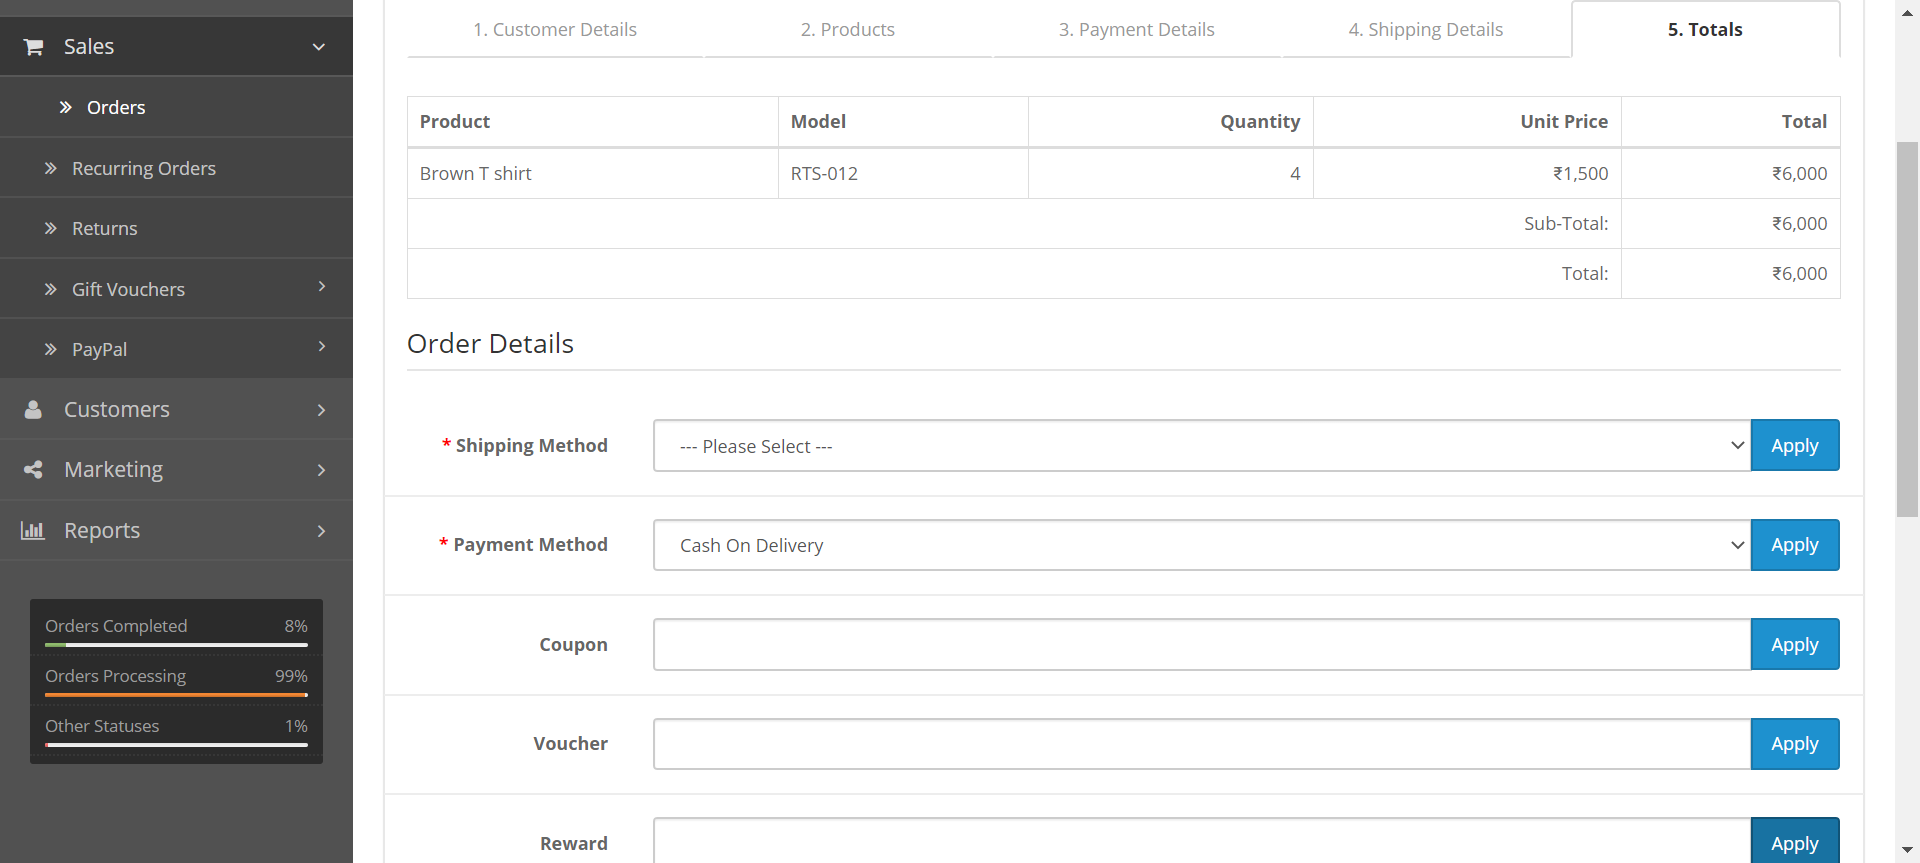 Sales
Orders
Recurring Orders
Returns
Gift Vouchers
PayPal
Customers
Marketing
Reports
Orders Completed 8%
Orders Processing 99%
Other Statuses 1%
1. Customer Details 2. Products 3. Payment Details 4. Shipping Details 5. Totals
Product Model Quantity Unit Price Total
Brown T shirt RTS-012 4 ₹1,500 ₹6,000
Sub-Total: ₹6,000
Total: ₹6,000
Order Details
* Shipping Method --- Please Select --- Apply
* Payment Method Cash On Delivery Apply
Coupon Apply
Voucher Apply
Reward Apply